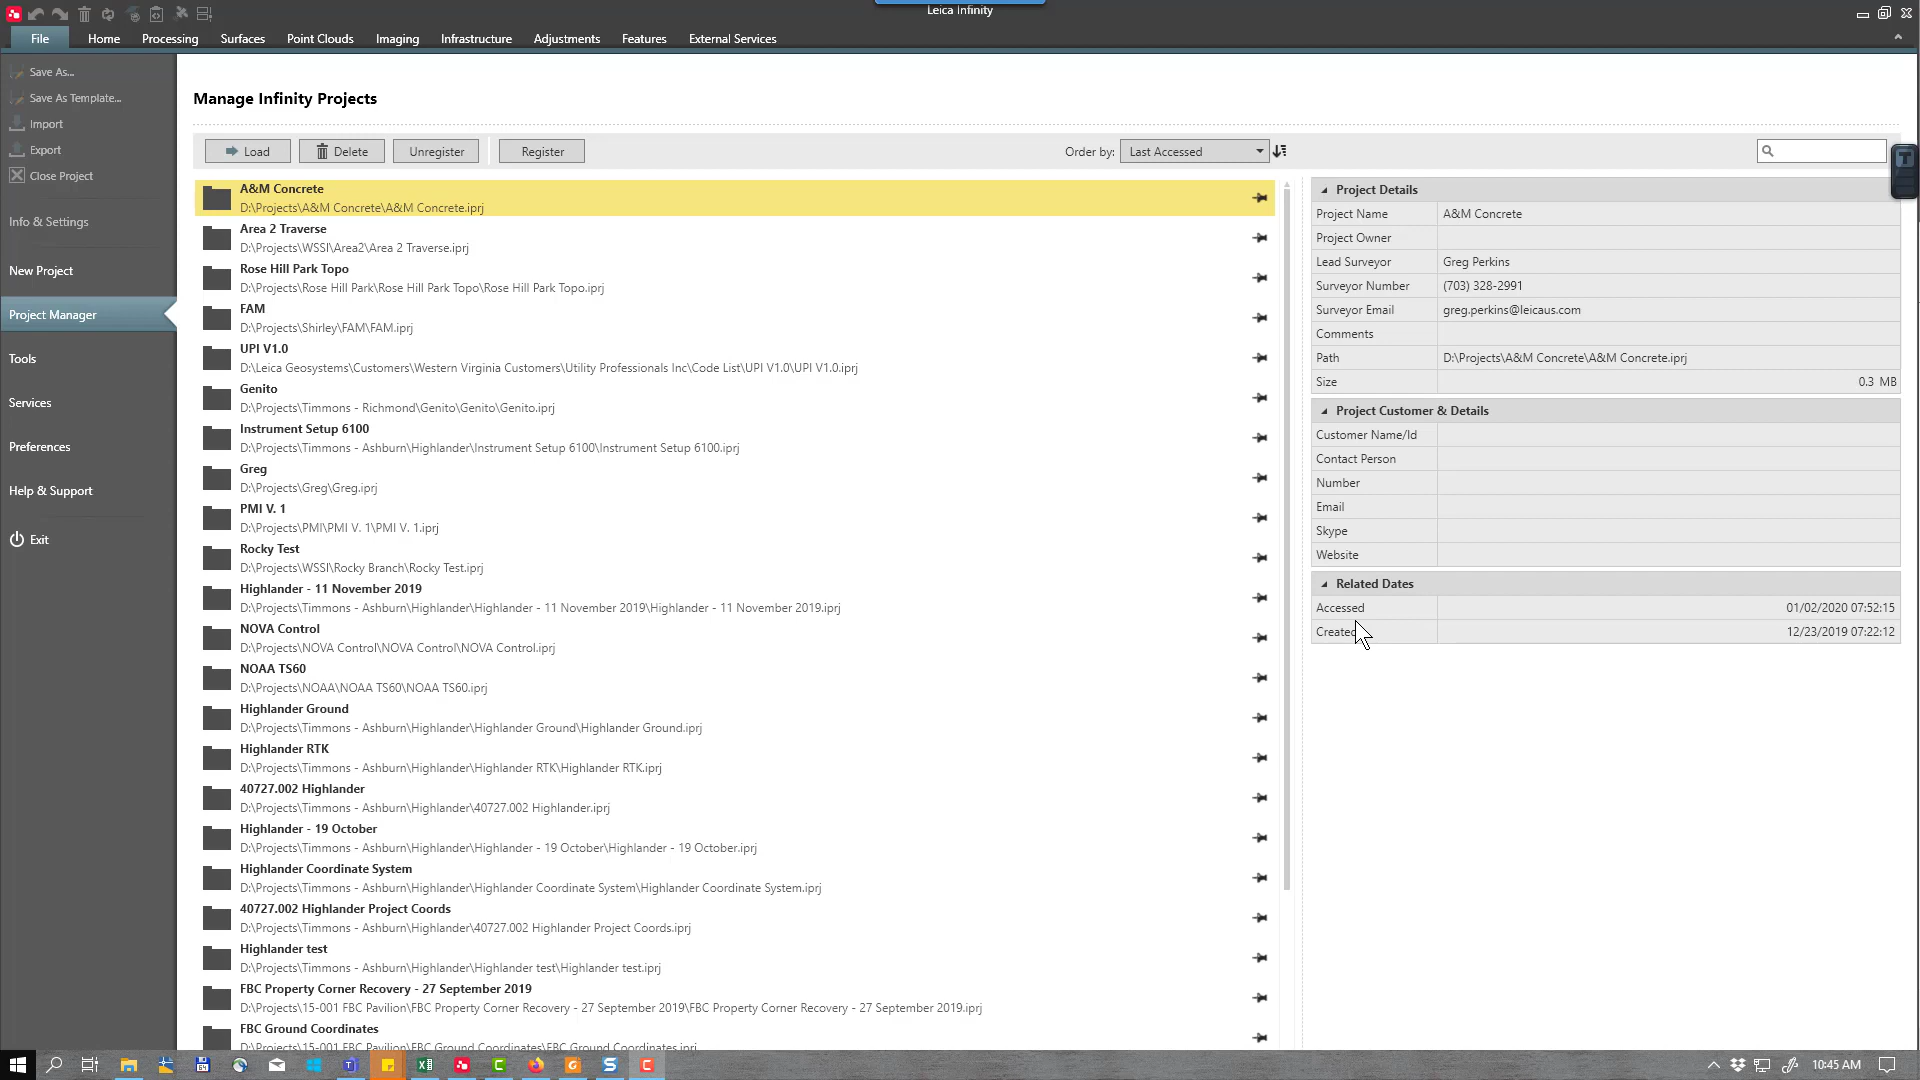 Leica Infinity
File Home Processing Surfaces Point Clouds Imaging Infrastructure Adjustments Features External Services
Save As...
Save As Template...
Import
Export
Close Project
Info & Settings
New Project
Project Manager
Tools
Services
Preferences
Help & Support
Exit
Manage Infinity Projects
Load Delete Unregister Register Order by: Last Accessed
A&M Concrete
D:\Projects\A&M Concrete\A&M Concrete.iprj
Area 2 Traverse
D:\Projects\WSSI\Area2\Area 2 Traverse.iprj
Rose Hill Park Topo
D:\Projects\Rose Hill Park\Rose Hill Park Topo\Rose Hill Park Topo.iprj
FAM
D:\Projects\Shirley\FAM\FAM.iprj
UPI V1.0
D:\Leica Geosystems\Customers\Western Virginia Customers\Utility Professionals Inc\Code List\UPI V1.0\UPI V1.0.iprj
Genito
D:\Projects\Timmons - Richmond\Genito\Genito\Genito.iprj
Instrument Setup 6100
D:\Projects\Timmons - Ashburn\Highlander\Instrument Setup 6100\Instrument Setup 6100.iprj
Greg
D:\Projects\Greg\Greg.iprj
PMI V. 1
D:\Projects\PMI\PMI V. 1\PMI V. 1.iprj
Rocky Test
D:\Projects\WSSI\Rocky Branch\Rocky Test.iprj
Highlander - 11 November 2019
D:\Projects\Timmons - Ashburn\Highlander\Highlander - 11 November 2019\Highlander - 11 November 2019.iprj
NOVA Control
D:\Projects\NOVA Control\NOVA Control\NOVA Control.iprj
NOAA TS60
D:\Projects\NOAA\NOAA TS60\NOAA TS60.iprj
Highlander Ground
D:\Projects\Timmons - Ashburn\Highlander\Highlander Ground\Highlander Ground.iprj
Highlander RTK
D:\Projects\Timmons - Ashburn\Highlander\Highlander RTK\Highlander RTK.iprj
40727.002 Highlander
D:\Projects\Timmons - Ashburn\Highlander\40727.002 Highlander.iprj
Highlander - 19 October
D:\Projects\Timmons - Ashburn\Highlander\Highlander - 19 October\Highlander - 19 October.iprj
Highlander Coordinate System
D:\Projects\Timmons - Ashburn\Highlander\Highlander Coordinate System\Highlander Coordinate System.iprj
40727.002 Highlander Project Coords
D:\Projects\Timmons - Ashburn\Highlander\40727.002 Highlander Project Coords.iprj
Highlander test
D:\Projects\Timmons - Ashburn\Highlander\Highlander test\Highlander test.iprj
FBC Property Corner Recovery - 27 September 2019
D:\Projects\15-001 FBC Pavilion\FBC Property Corner Recovery - 27 September 2019\FBC Property Corner Recovery - 27 September 2019.iprj
FBC Ground Coordinates
D:\Projects\15-001 FBC Pavilion\FBC Ground Coordinates\FBC Ground Coordinates.iprj
Project Details
Project Name A&M Concrete
Project Owner
Lead Surveyor Greg Perkins
Surveyor Number (703) 328-2991
Surveyor Email greg.perkins@leicaus.com
Comments
Path D:\Projects\A&M Concrete\A&M Concrete.iprj
Size 0.3 MB
Project Customer & Details
Customer Name/Id
Contact Person
Number
Email
Skype
Website
Related Dates
Accessed 01/02/2020 07:52:15
Created 12/23/2019 07:22:12
10:45 AM